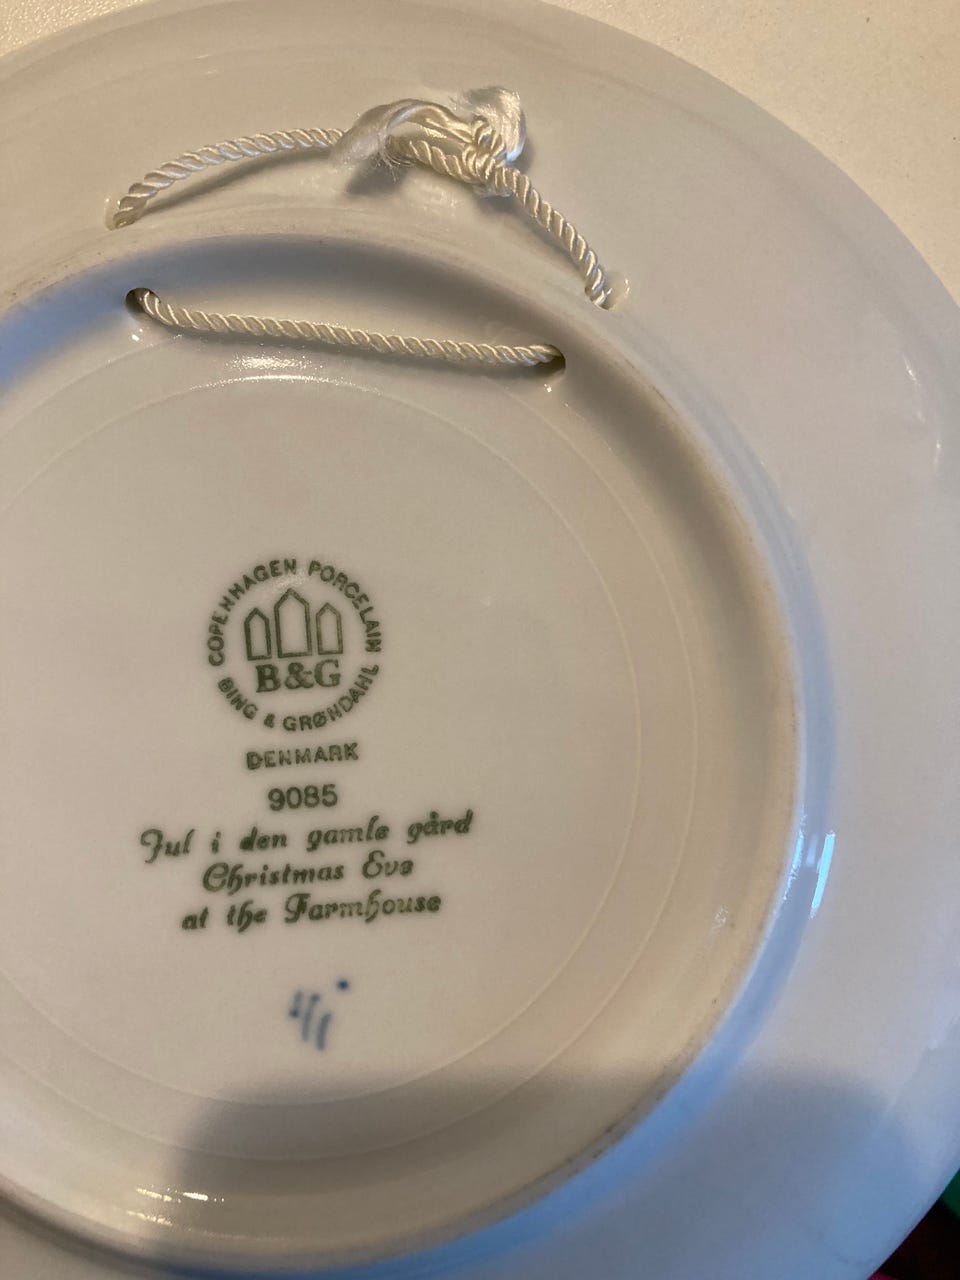 COPENHAGEN PORCELAIN
B&G
BING & GRØNDAHL
DENMARK
9085
Jul i den gamle gård
Christmas Eve
at the Farmhouse